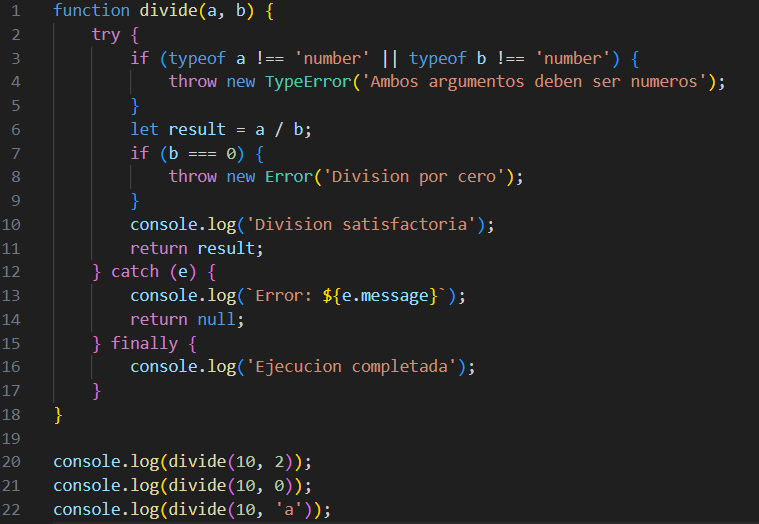 1 function divide(a, b) {
2     try {
3         if (typeof a !== 'number' || typeof b !== 'number') {
4             throw new TypeError('Ambos argumentos deben ser numeros');
5         }
6         let result = a / b;
7         if (b === 0) {
8             throw new Error('Division por cero');
9         }
10         console.log('Division satisfactoria');
11         return result;
12     } catch (e) {
13         console.log(`Error: ${e.message}`);
14         return null;
15     } finally {
16         console.log('Ejecucion completada');
17     }
18 }
19
20 console.log(divide(10, 2));
21 console.log(divide(10, 0));
22 console.log(divide(10, 'a'));